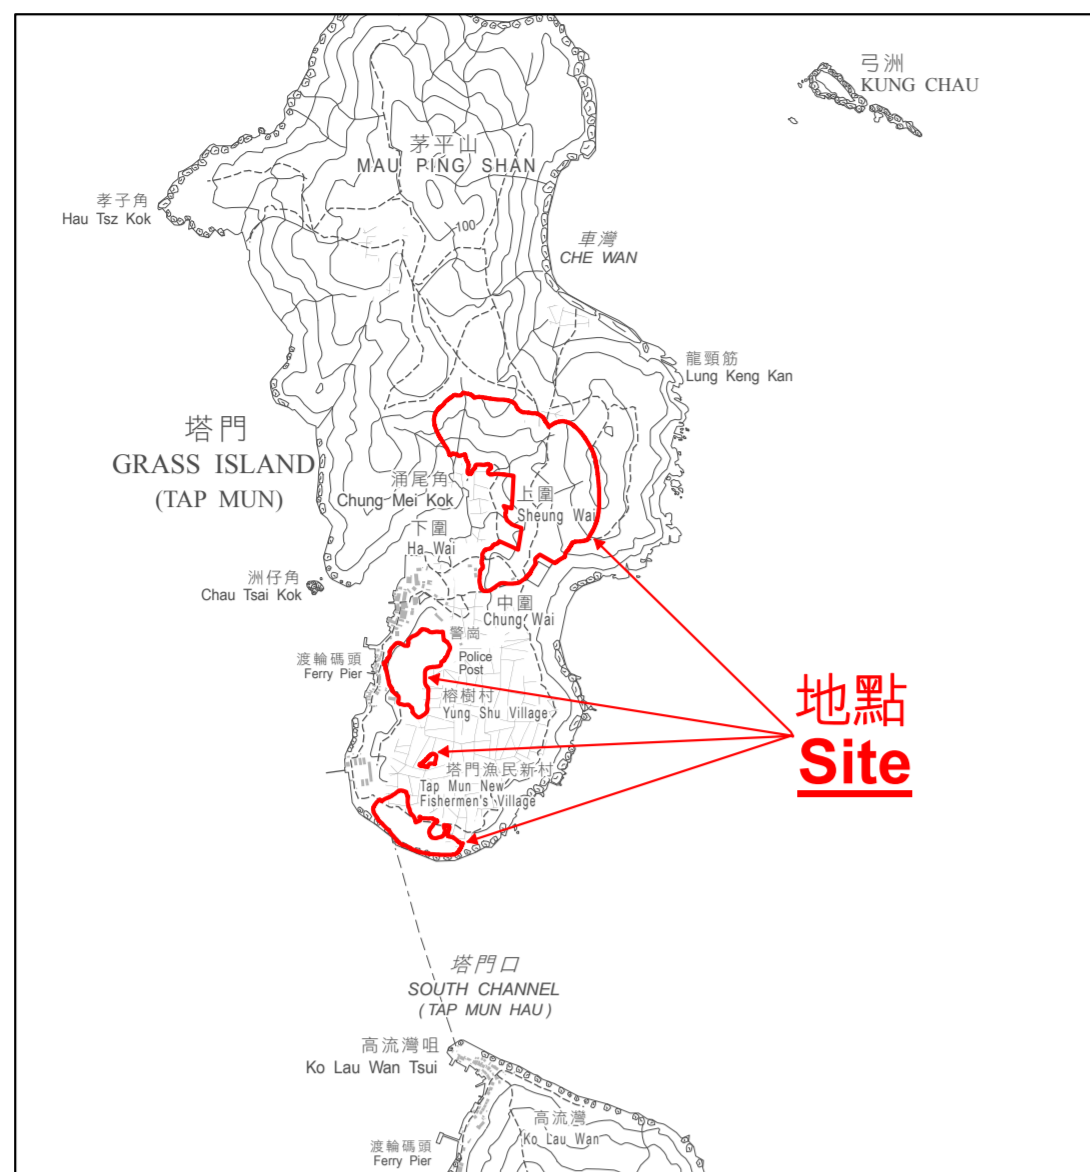 弓洲
KUNG CHAU
茅平山
MAU PING SHAN
孝子角
Hau Tsz Kok
100
車灣
CHE WAN
龍頸筋
Lung Keng Kan
塔門
GRASS ISLAND
(TAP MUN)
涌尾角
Chung Mei Kok
上圍
Sheung Wai
下圍
Ha Wai
洲仔角
Chau Tsai Kok
中圍
Chung Wai
警崗
Police
Post
渡輪碼頭
Ferry Pier
榕樹村
Yung Shu Village
地點
Site
塔門漁民新村
Tap Mun New
Fishermen's Village
塔門口
SOUTH CHANNEL
(TAP MUN HAU)
高流灣咀
Ko Lau Wan Tsui
高流灣
Ko Lau Wan
渡輪碼頭
Ferry Pier